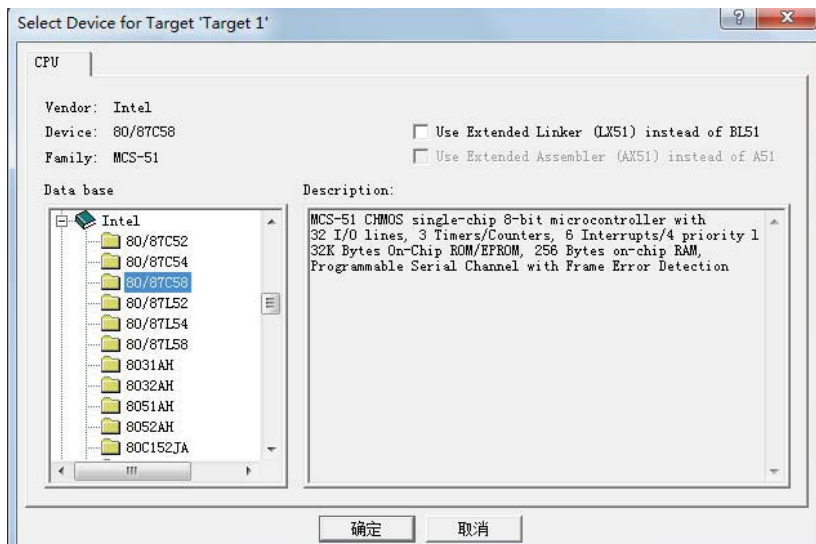 Select Device for Target 'Target 1'
CPU
Vendor: Intel
Device: 80/87C58
Family: MCS-51
Use Extended Linker (LX51) instead of BL51
Use Extended Assembler (AX51) instead of A51
Data base
Intel
80/87C52
80/87C54
80/87C58
80/87L52
80/87L54
80/87L58
8031AH
8032AH
8051AH
8052AH
80C152JA
Description:
MCS-51 CHMOS single-chip 8-bit microcontroller with
32 I/O lines, 3 Timers/Counters, 6 Interrupts/4 priority l
32K Bytes On-Chip ROM/EPROM, 256 Bytes on-chip RAM,
Programmable Serial Channel with Frame Error Detection
确定
取消